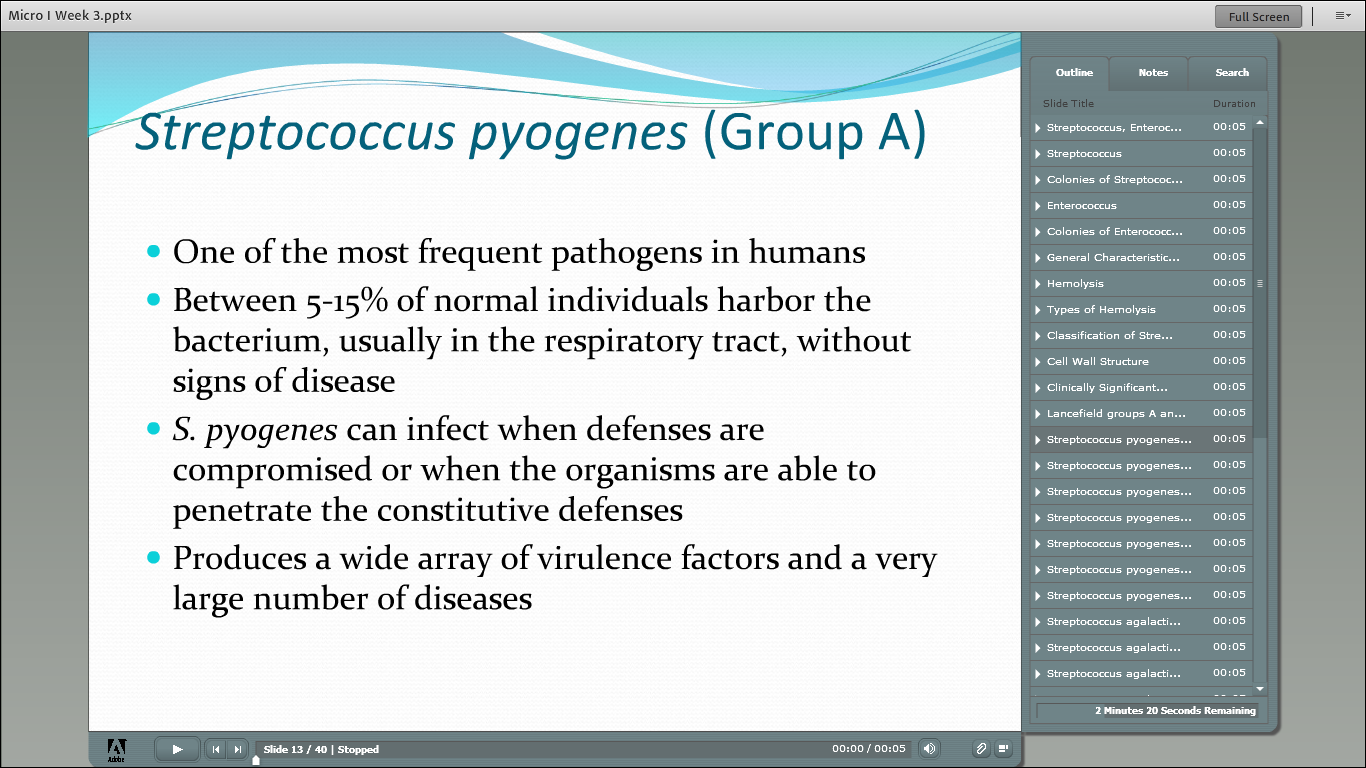 Micro I Week 3.pptx
Full Screen
Streptococcus pyogenes (Group A)
One of the most frequent pathogens in humans
Between 5-15% of normal individuals harbor the
bacterium, usually in the respiratory tract, without
signs of disease
S. pyogenes can infect when defenses are
compromised or when the organisms are able to
penetrate the constitutive defenses
Produces a wide array of virulence factors and a very
large number of diseases
Outline Notes Search
Slide Title Duration
Streptococcus, Enteroc... 00:05
Streptococcus 00:05
Colonies of Streptococ... 00:05
Enterococcus 00:05
Colonies of Enterococc... 00:05
General Characteristic... 00:05
Hemolysis 00:05
Types of Hemolysis 00:05
Classification of Stre... 00:05
Cell Wall Structure 00:05
Clinically Significant... 00:05
Lancefield groups A an... 00:05
Streptococcus pyogenes... 00:05
Streptococcus pyogenes... 00:05
Streptococcus pyogenes... 00:05
Streptococcus pyogenes... 00:05
Streptococcus pyogenes... 00:05
Streptococcus pyogenes... 00:05
Streptococcus pyogenes... 00:05
Streptococcus agalacti... 00:05
Streptococcus agalacti... 00:05
Streptococcus agalacti... 00:05
2 Minutes 20 Seconds Remaining
Adobe
Slide 13 / 40 | Stopped 00:00 / 00:05